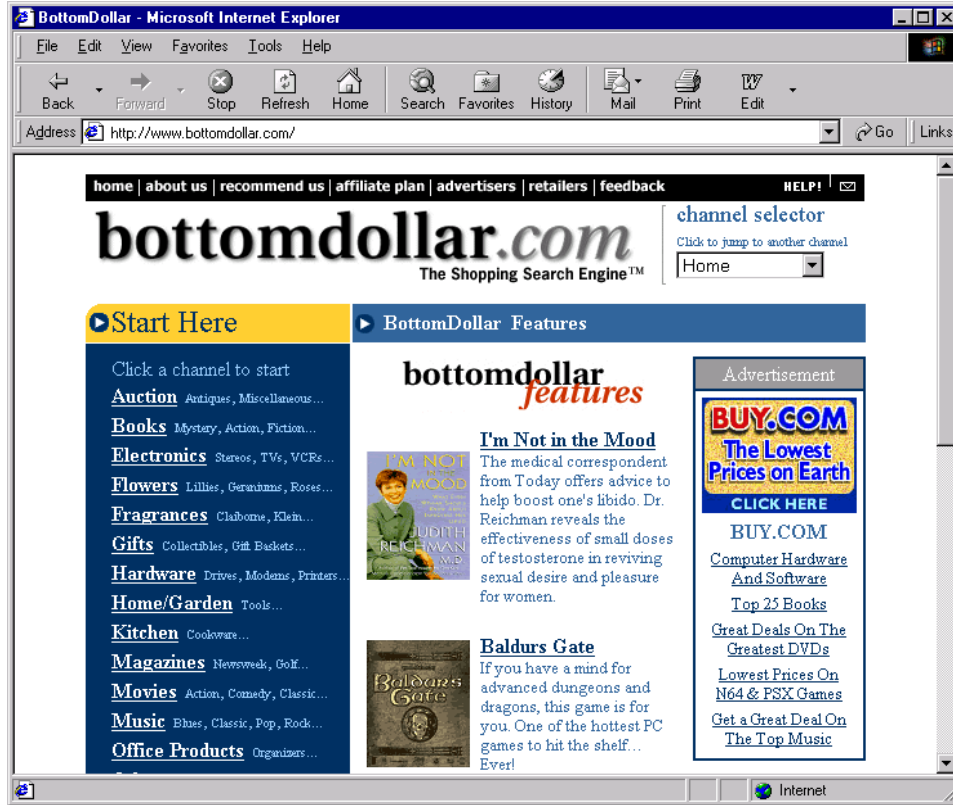 BottomDollar - Microsoft Internet Explorer
File Edit View Favorites Tools Help
Back Forward Stop Refresh Home Search Favorites History Mail Print Edit
Address http://www.bottomdollar.com/ Go Links
home | about us | recommend us | affiliate plan | advertisers | retailers | feedback HELP!
bottomdollar.com
The Shopping Search Engine™
channel selector
Click to jump to another channel
Home
Start Here
Click a channel to start
Auction Antiques, Miscellaneous...
Books Mystery, Action, Fiction...
Electronics Stereos, TVs, VCRs...
Flowers Lillies, Geraniums, Roses...
Fragrances Claiborne, Klein...
Gifts Collectibles, Gift Baskets...
Hardware Drives, Modems, Printers...
Home/Garden Tools...
Kitchen Cookware...
Magazines Newsweek, Golf...
Movies Action, Comedy, Classic...
Music Blues, Classic, Pop, Rock...
Office Products Organizers...
BottomDollar Features
bottomdollar
features
I'M NOT
MOOD
JUDITH
REICHMAN
M.D.
I'm Not in the Mood
The medical correspondent
from Today offers advice to
help boost one's libido. Dr.
Reichman reveals the
effectiveness of small doses
of testosterone in reviving
sexual desire and pleasure
for women.
Baldurs
Gate
Baldurs Gate
If you have a mind for
advanced dungeons and
dragons, this game is for
you. One of the hottest PC
games to hit the shelf...
Ever!
Advertisement
BUY.COM
The Lowest
Prices on Earth
CLICK HERE
BUY.COM
Computer Hardware
And Software
Top 25 Books
Great Deals On The
Greatest DVDs
Lowest Prices On
N64 & PSX Games
Get a Great Deal On
The Top Music
Internet